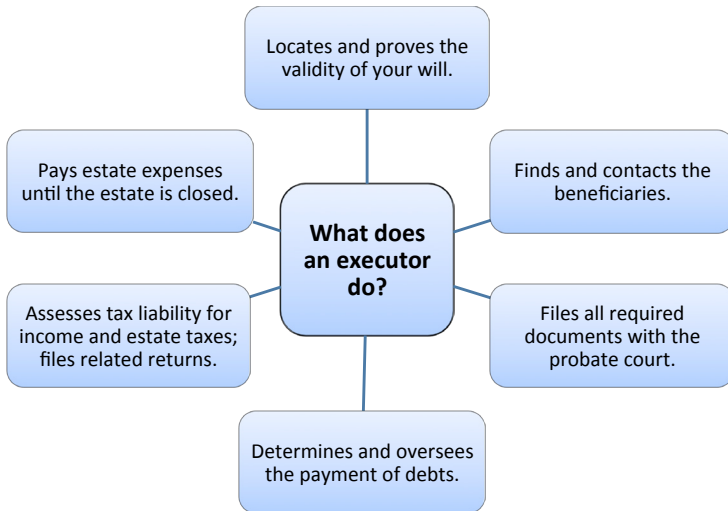 Locates and proves the
validity of your will.
Pays estate expenses
until the estate is closed.
Finds and contacts the
beneficiaries.
What does
an executor
do?
Assesses tax liability for
income and estate taxes;
files related returns.
Files all required
documents with the
probate court.
Determines and oversees
the payment of debts.